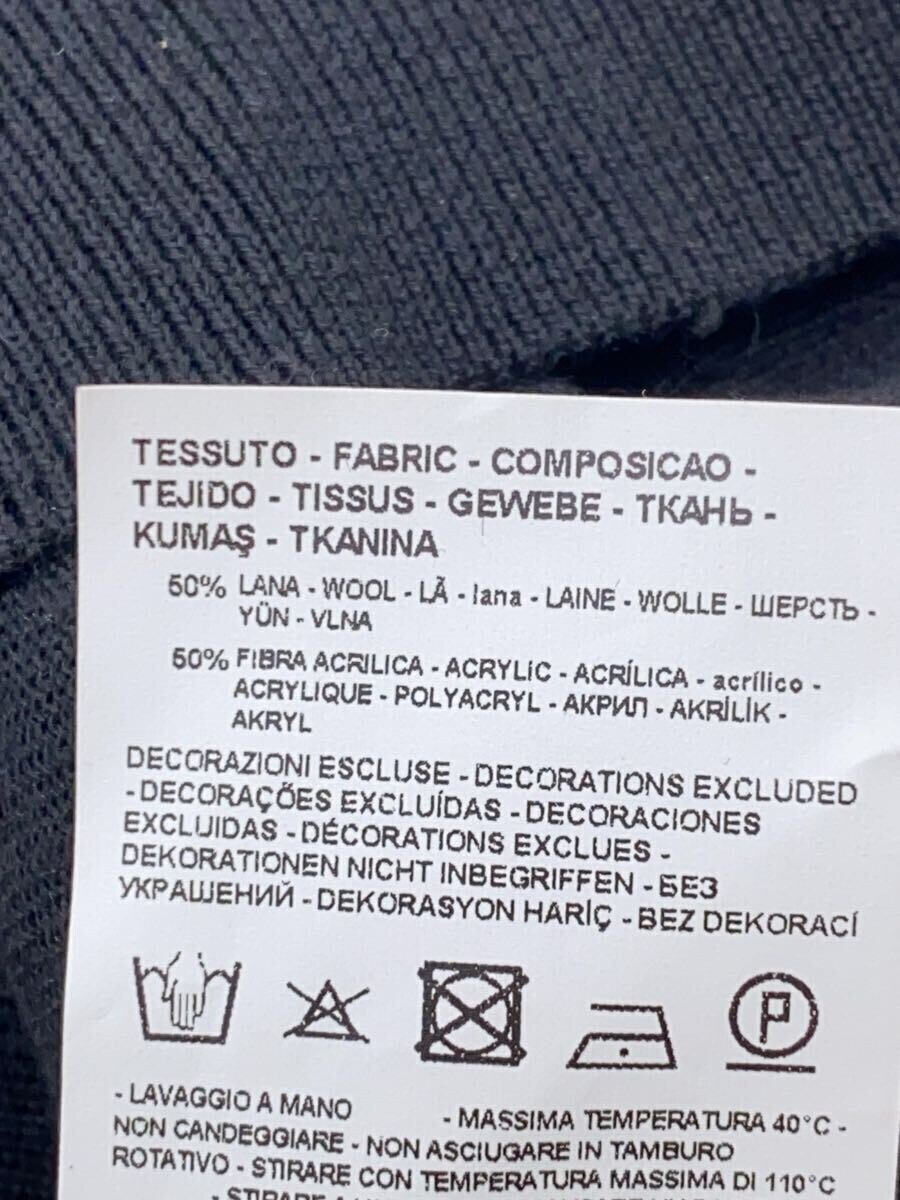 TESSUTO - FABRIC - COMPOSICAO -
TEJIDO - TISSUS - GEWEBE - ТКАНЬ -
KUMAŞ - TKANINA
50% LANA - WOOL - LÃ - lana - LAINE - WOLLE - ШЕРСТЬ -
YÜN - VLNA
50% FIBRA ACRILICA - ACRYLIC - ACRÍLICA - acrílico -
ACRYLIQUE - POLYACRYL - АКРИЛ - AKRİLİK -
AKRYL
DECORAZIONI ESCLUSE - DECORATIONS EXCLUDED
- DECORAÇÕES EXCLUÍDAS - DECORACIONES
EXCLUIDAS - DÉCORATIONS EXCLUES -
DEKORATIONEN NICHT INBEGRIFFEN - БЕЗ
УКРАШЕНИЙ - DEKORASYON HARİÇ - BEZ DEKORACÍ
P
- LAVAGGIO A MANO - MASSIMA TEMPERATURA 40°C -
NON CANDEGGIARE - NON ASCIUGARE IN TAMBURO
ROTATIVO - STIRARE CON TEMPERATURA MASSIMA DI 110°C
- STIRARE